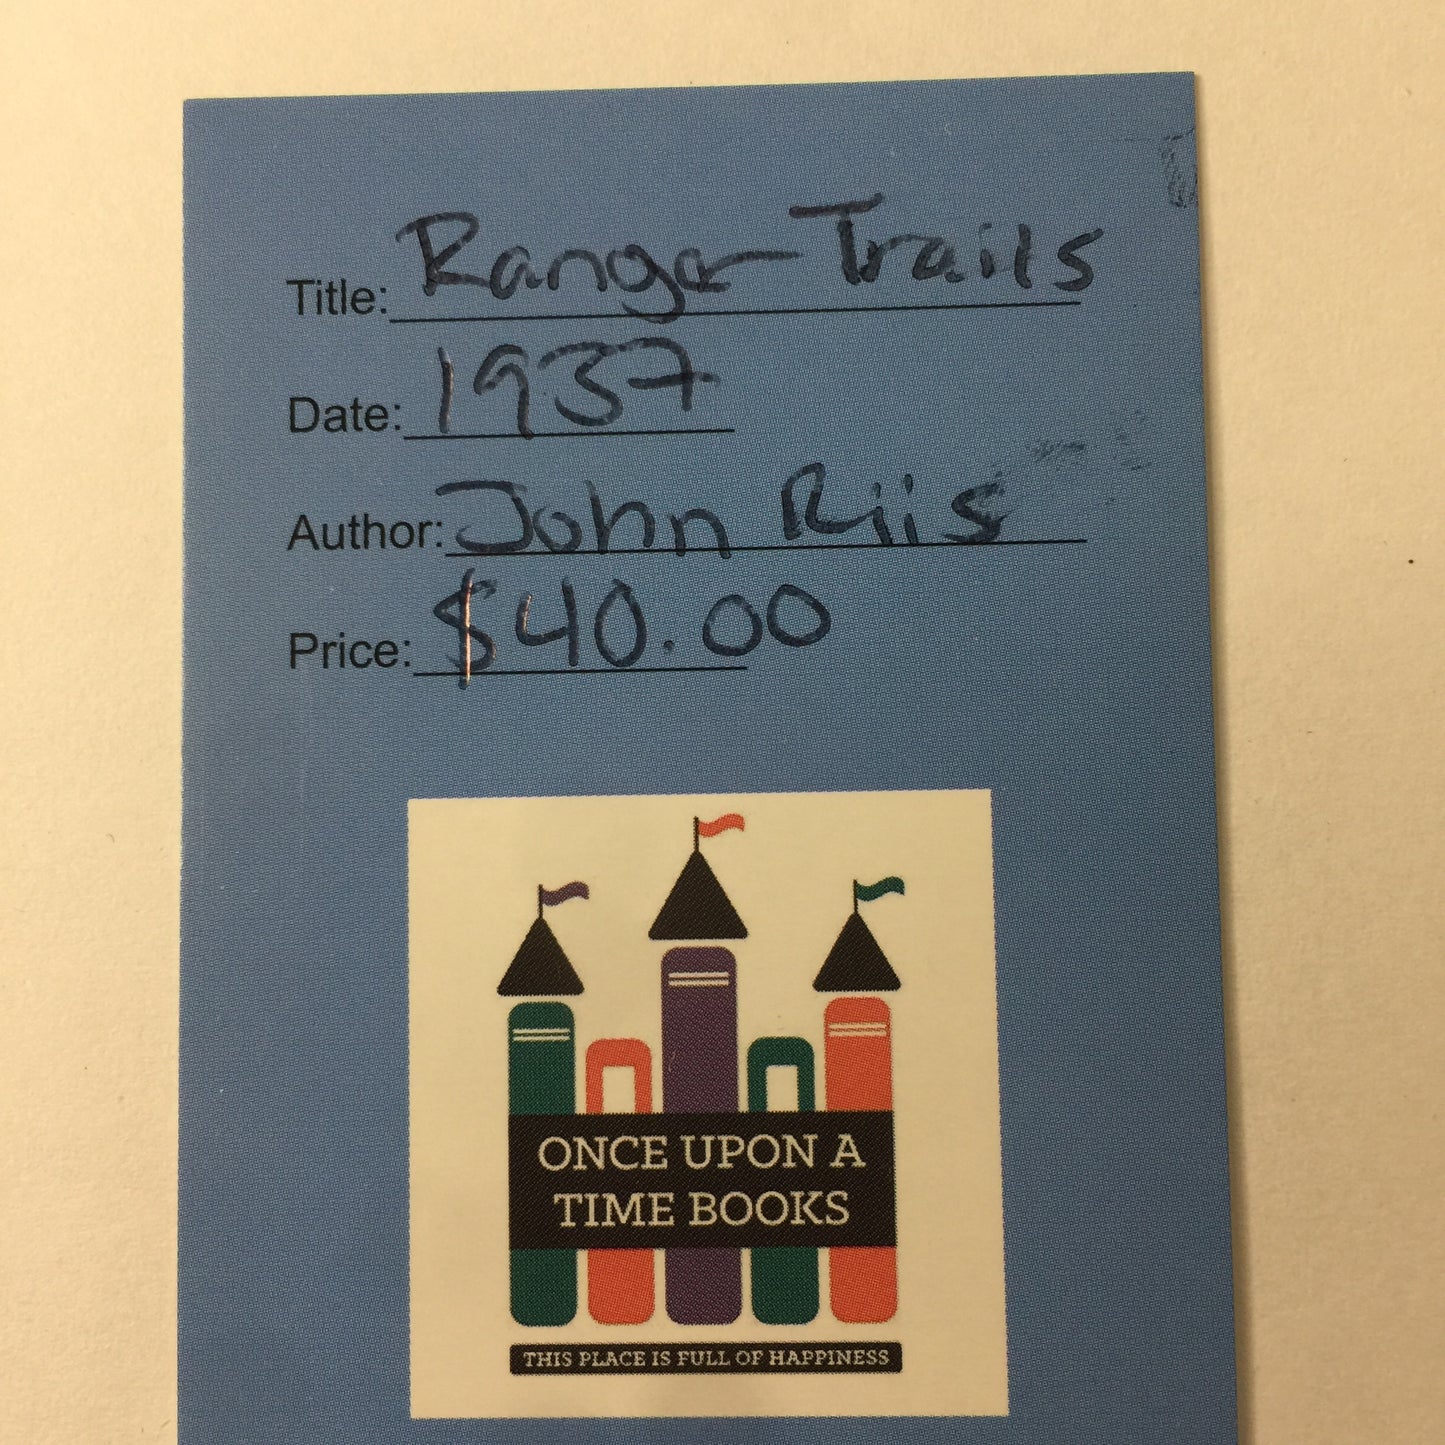 Title: Ranger Trails
Date: 1937
Author: John Riis
Price: $40.00
ONCE UPON A
TIME BOOKS
THIS PLACE IS FULL OF HAPPINESS